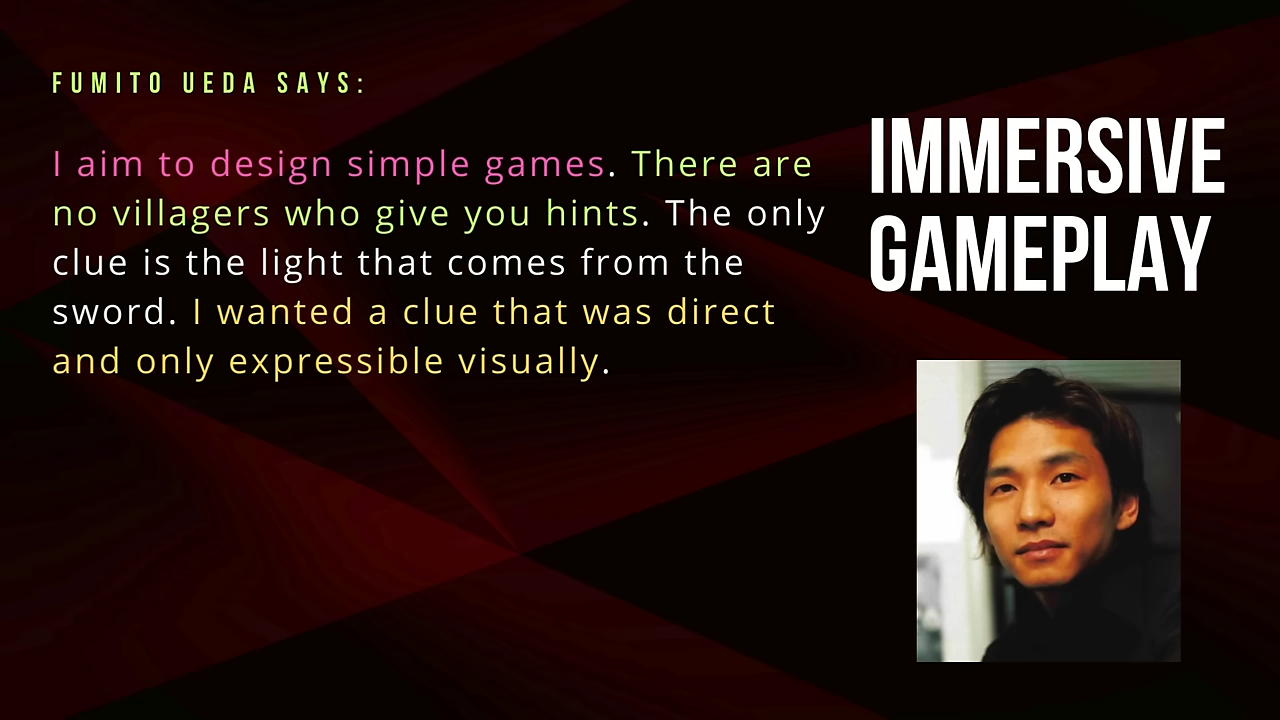 FUMITO UEDA SAYS:
I aim to design simple games. There are
no villagers who give you hints. The only
clue is the light that comes from the
sword. I wanted a clue that was direct
and only expressible visually.
IMMERSIVE
GAMEPLAY